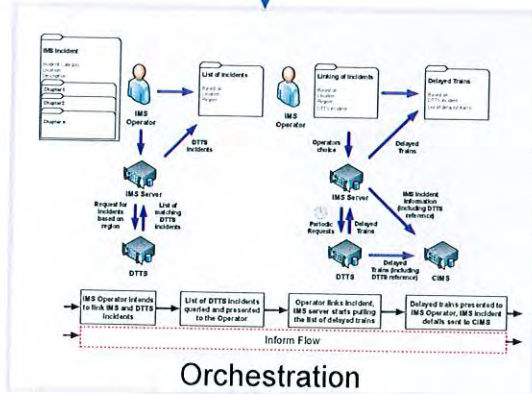 IMS Incident
Incident Category
Location
Description
Chapter 1
Chapter 2
Chapter 4
IMS
Operator
List of Incidents
Based on
Location
Region
DTTS
Incidents
IMS Server
Request for
Incidents
based on
region
List of
matching
DTTS
Incidents
DTTS
IMS
Operator
Linking of Incidents
Based on
Location
Region
DTTS Incident
Delayed Trains
Based on
DTTS Incident
List of delayed trains
Operators
choice
Delayed
Trains
IMS Server
IMS Incident
Information
(including DTTS
reference)
Periodic
Requests
Delayed
Trains
DTTS
CIMS
Delayed
Trains (including
DTTS reference)
IMS Operator intends
to link IMS and DTTS
incidents
List of DTTS incidents
queried and presented
to the Operator
Operator links incident,
IMS server starts pulling
the list of delayed trains
Delayed trains presented to
IMS Operator, IMS incident
details sent to CIMS
Inform Flow
Orchestration